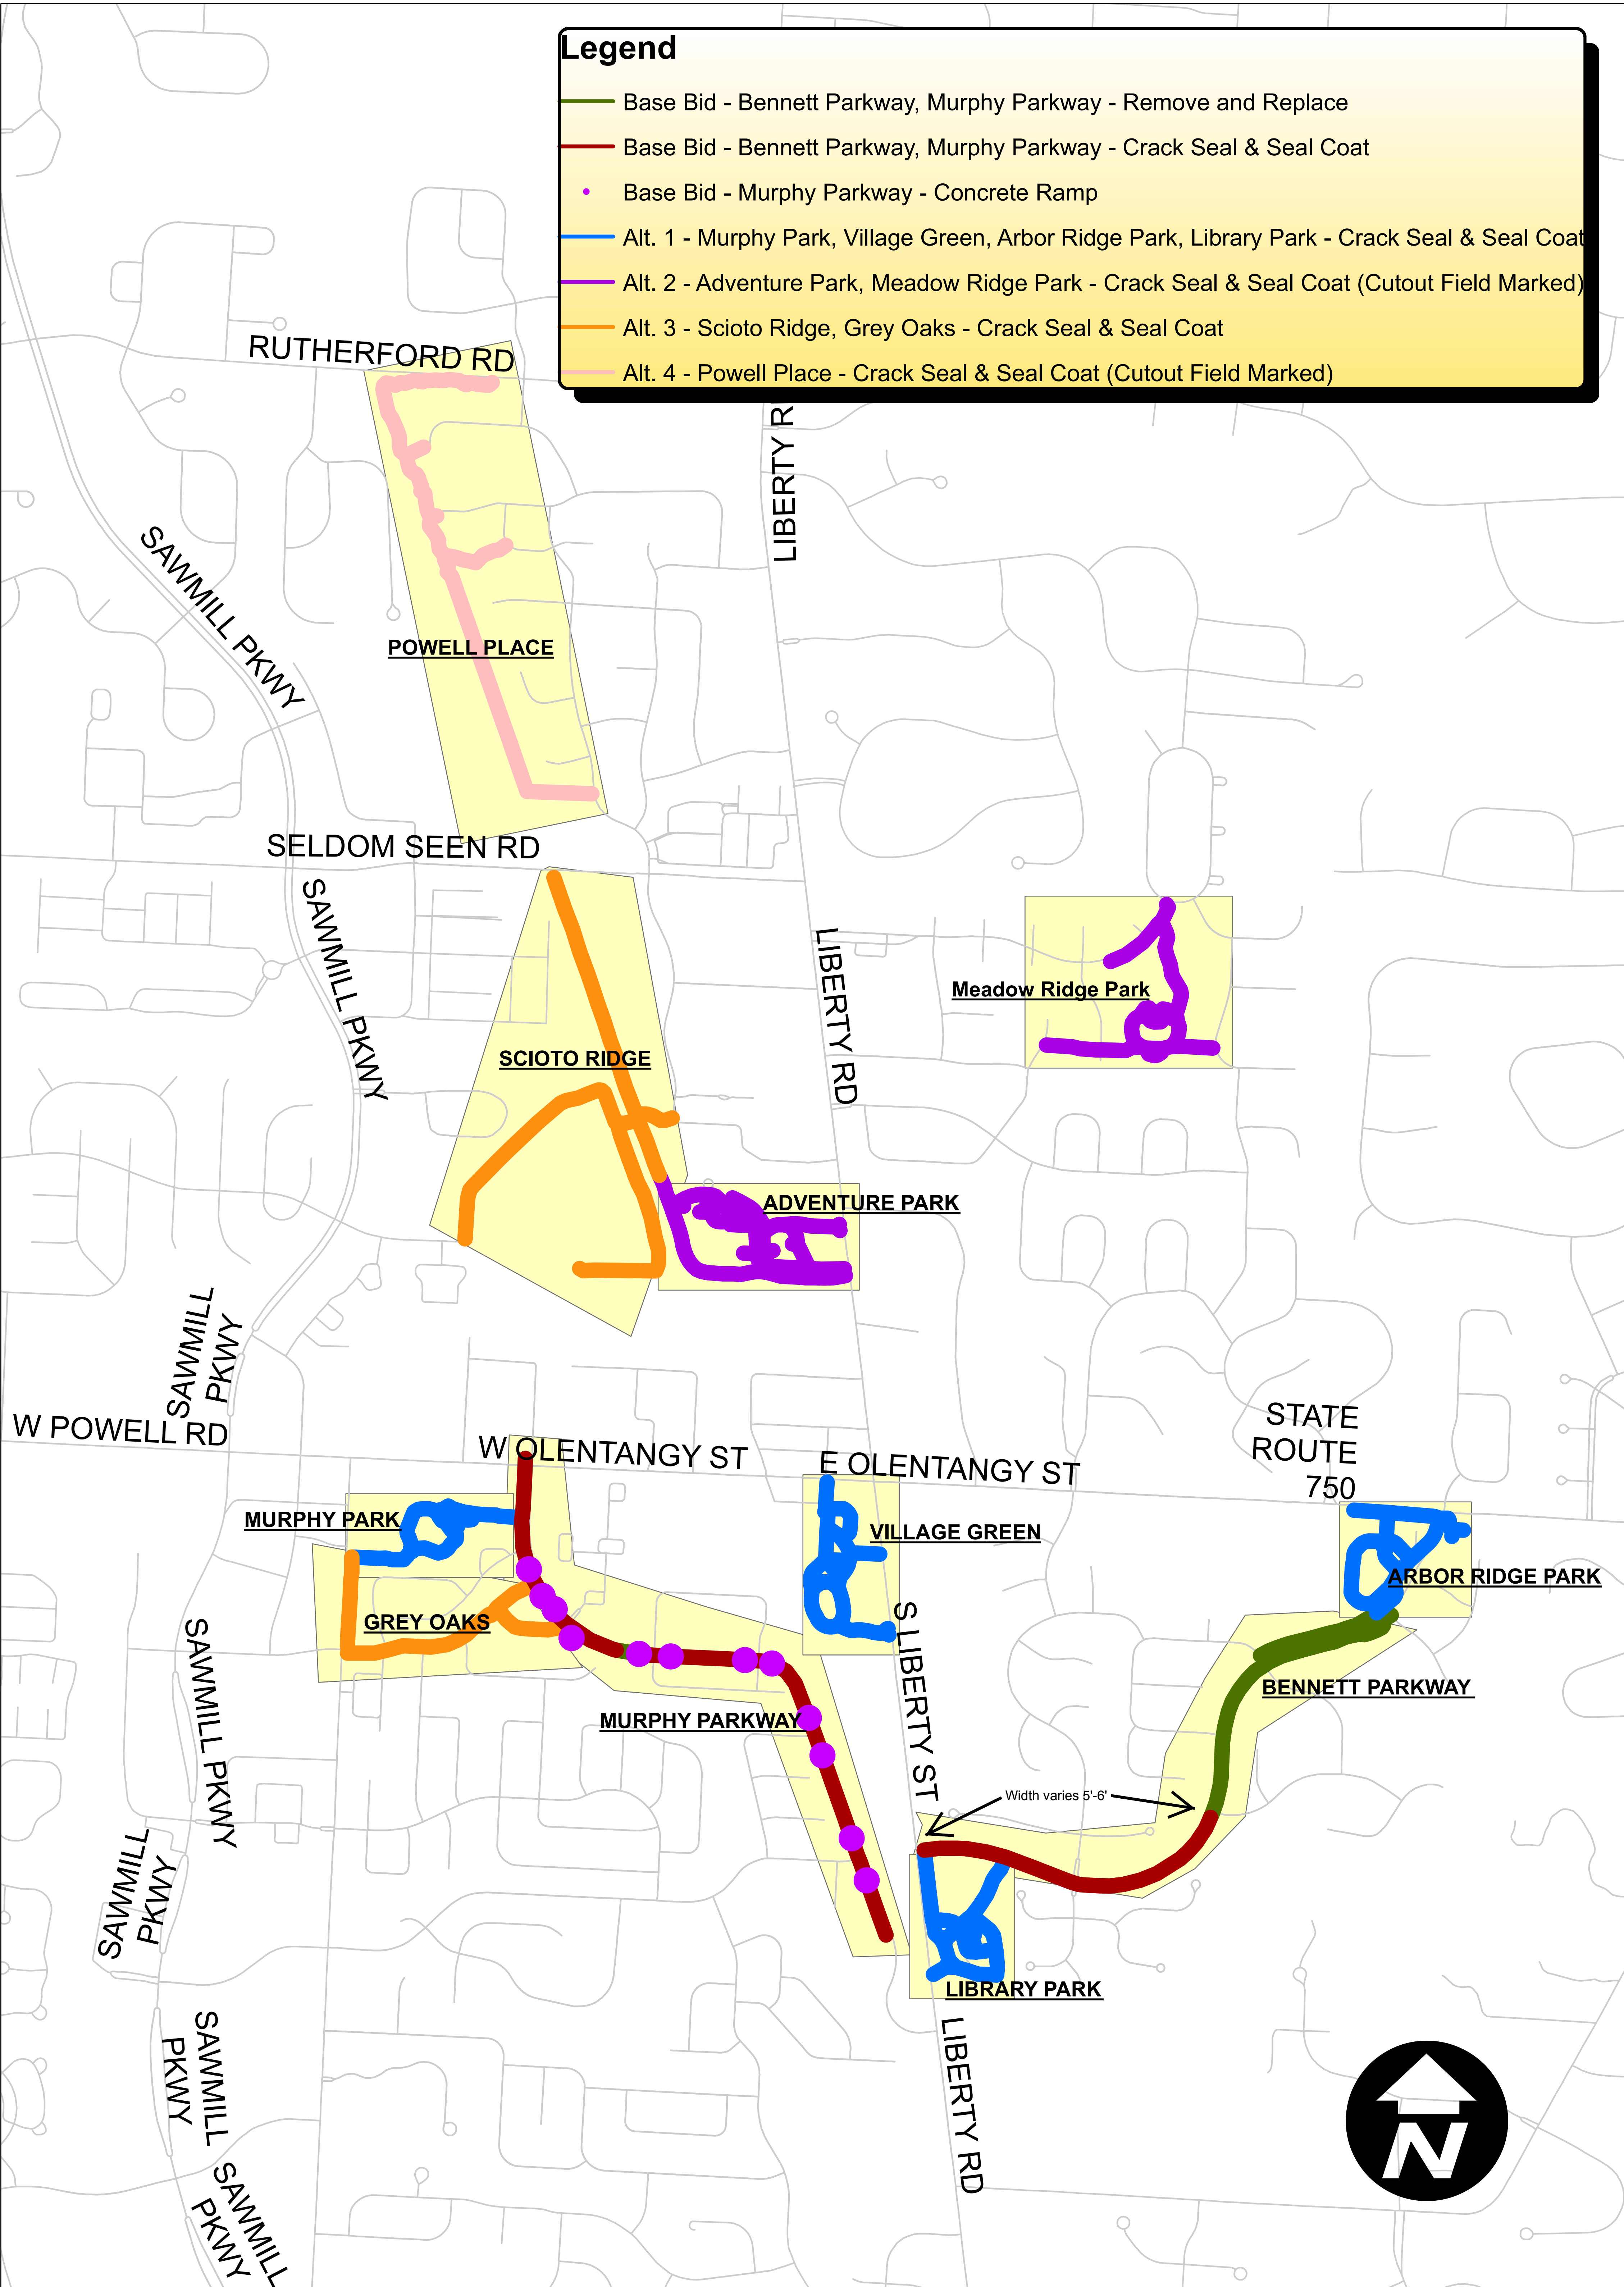 Legend
Base Bid - Bennett Parkway, Murphy Parkway - Remove and Replace
Base Bid - Bennett Parkway, Murphy Parkway - Crack Seal & Seal Coat
Base Bid - Murphy Parkway - Concrete Ramp
Alt. 1 - Murphy Park, Village Green, Arbor Ridge Park, Library Park - Crack Seal & Seal Coat
Alt. 2 - Adventure Park, Meadow Ridge Park - Crack Seal & Seal Coat (Cutout Field Marked)
Alt. 3 - Scioto Ridge, Grey Oaks - Crack Seal & Seal Coat
Alt. 4 - Powell Place - Crack Seal & Seal Coat (Cutout Field Marked)
RUTHERFORD RD
LIBERTY R
SAWMILL PKWY
POWELL PLACE
SELDOM SEEN RD
SAWMILL PKWY
LIBERTY RD
Meadow Ridge Park
SCIOTO RIDGE
ADVENTURE PARK
SAWMILL
PKWY
W POWELL RD
W OLENTANGY ST
E OLENTANGY ST
STATE
ROUTE
750
MURPHY PARK
VILLAGE GREEN
ARBOR RIDGE PARK
GREY OAKS
S LIBERTY ST
SAWMILL PKWY
BENNETT PARKWAY
MURPHY PARKWAY
Width varies 5'-6'
SAWMILL
PKWY
LIBRARY PARK
SAWMILL
PKWY
LIBERTY RD
N
SAWMILL
PKWY